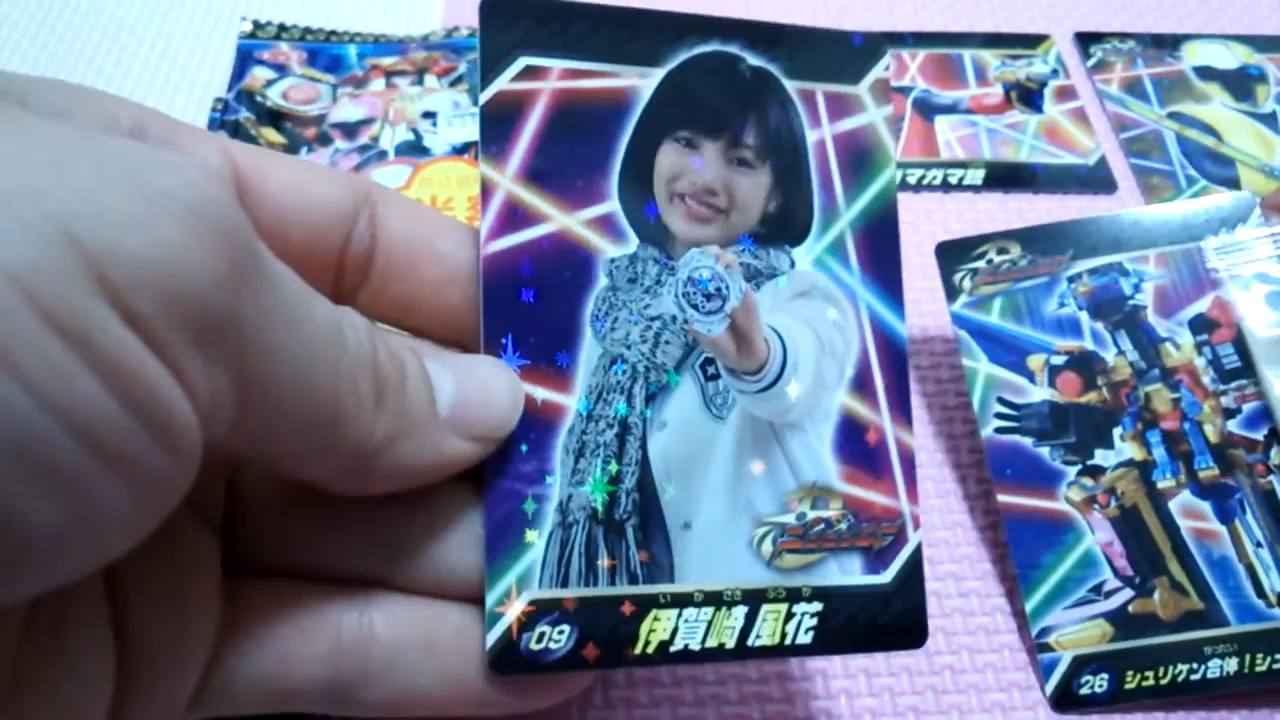 ガマガマ銃
いがさき ふうか
伊賀崎 風花
09
がったい
26 シュリケン合体!シュ